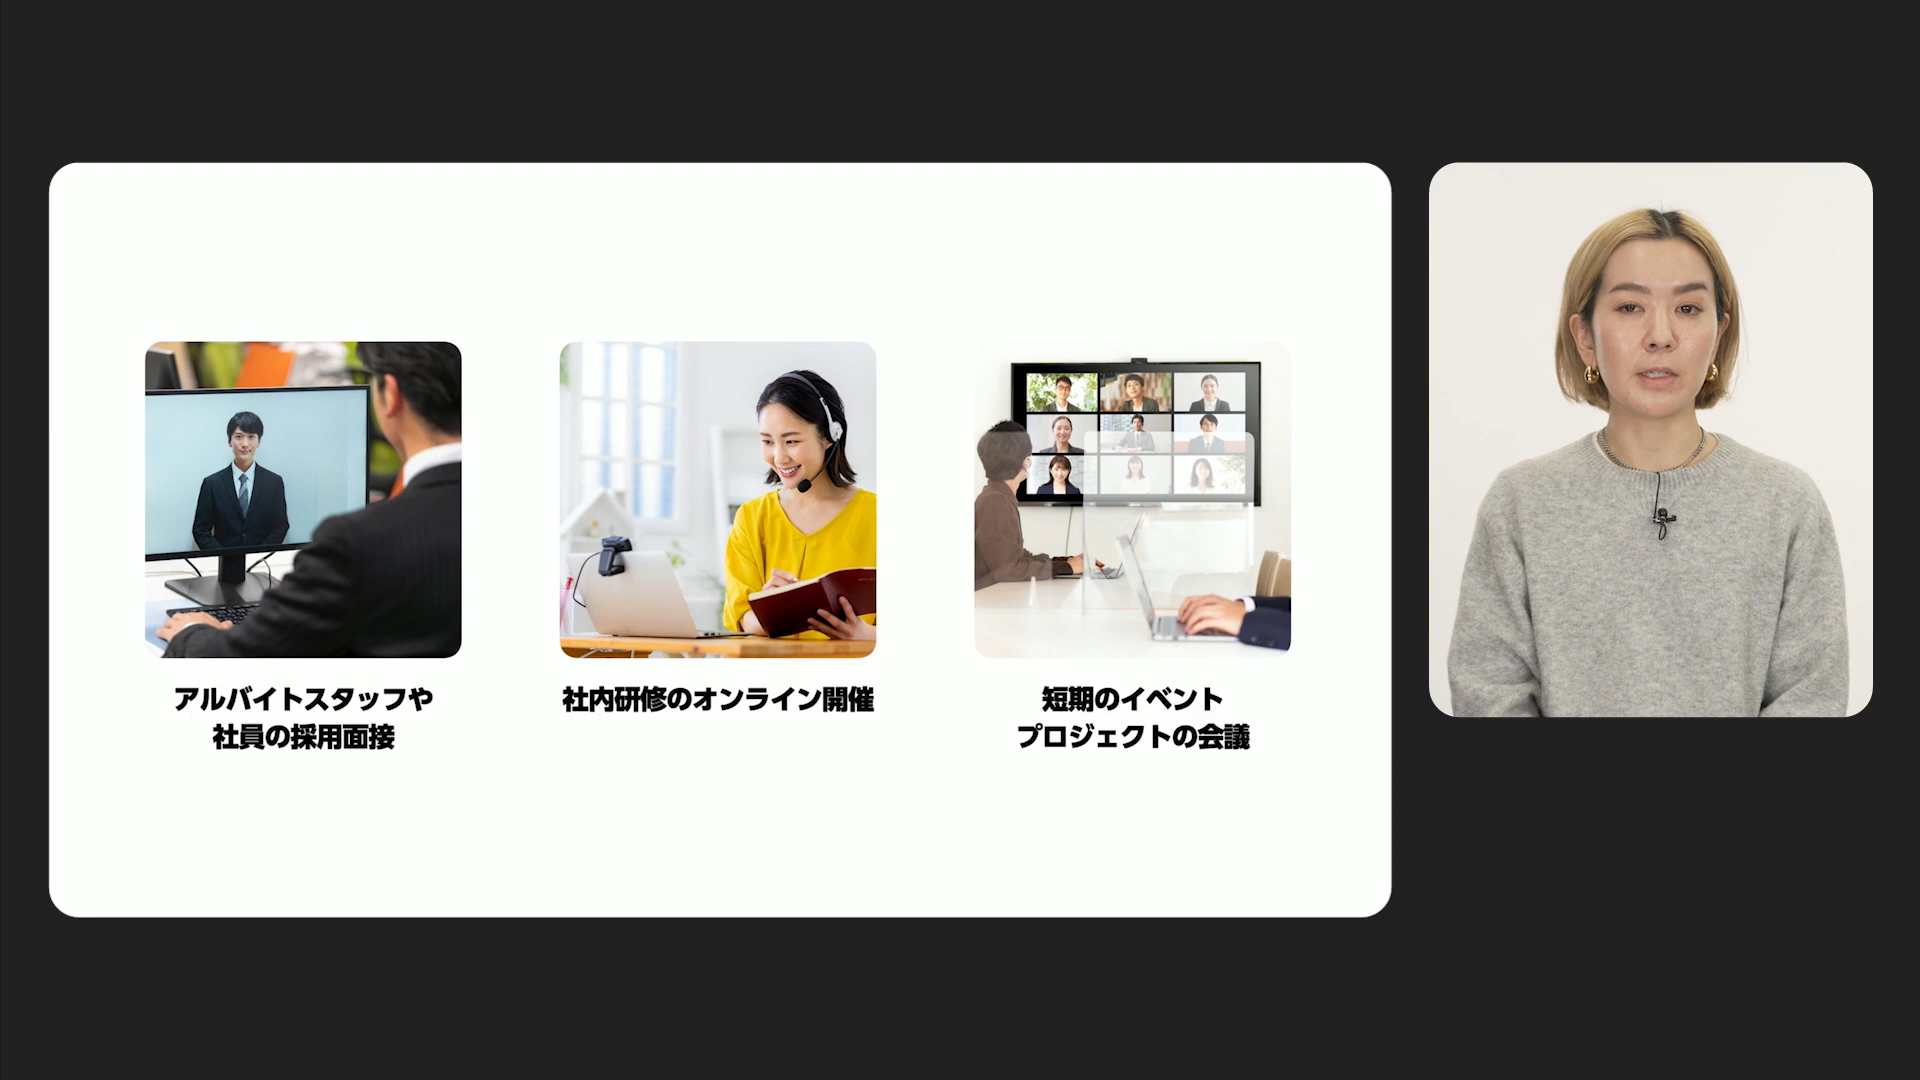 アルバイトスタッフや
社員の採用面接
社内研修のオンライン開催
短期のイベント
プロジェクトの会議